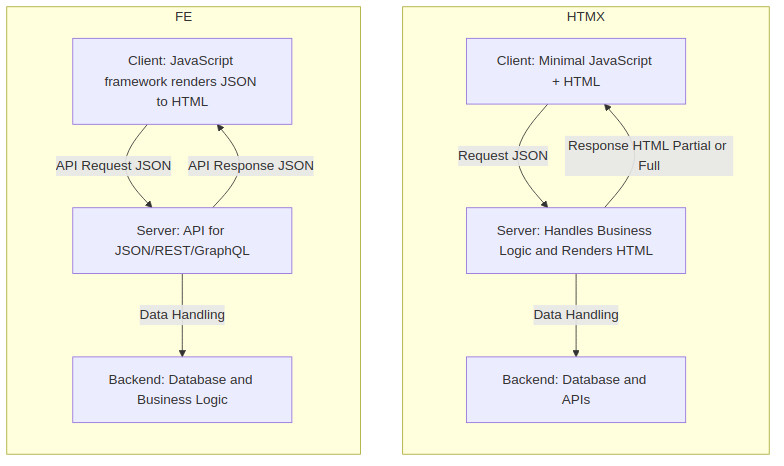 FE
Client: JavaScript
framework renders JSON
to HTML
API Request JSON
API Response JSON
Server: API for
JSON/REST/GraphQL
Data Handling
Backend: Database and
Business Logic
HTMX
Client: Minimal JavaScript
+ HTML
Request JSON
Response HTML Partial or
Full
Server: Handles Business
Logic and Renders HTML
Data Handling
Backend: Database and
APIs